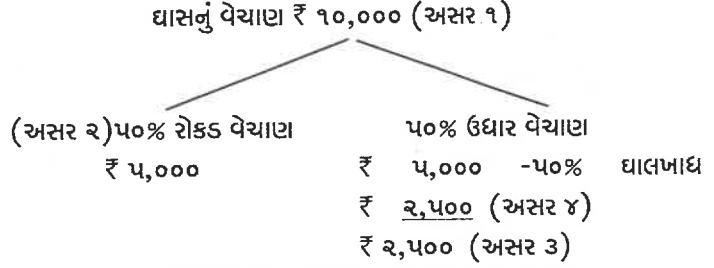 ઘાસનું વેચાણ ₹ ૧૦,૦૦૦ (અસર ૧)
(અસર ૨)૫૦% રોકડ વેચાણ
₹ ૫,૦૦૦
૫૦% ઉધાર વેચાણ
₹ ૫,૦૦૦ -૫૦% ઘાલખાધ
₹ ૨,૫૦૦ (અસર ૪)
₹ ૨,૫૦૦ (અસર ૩)